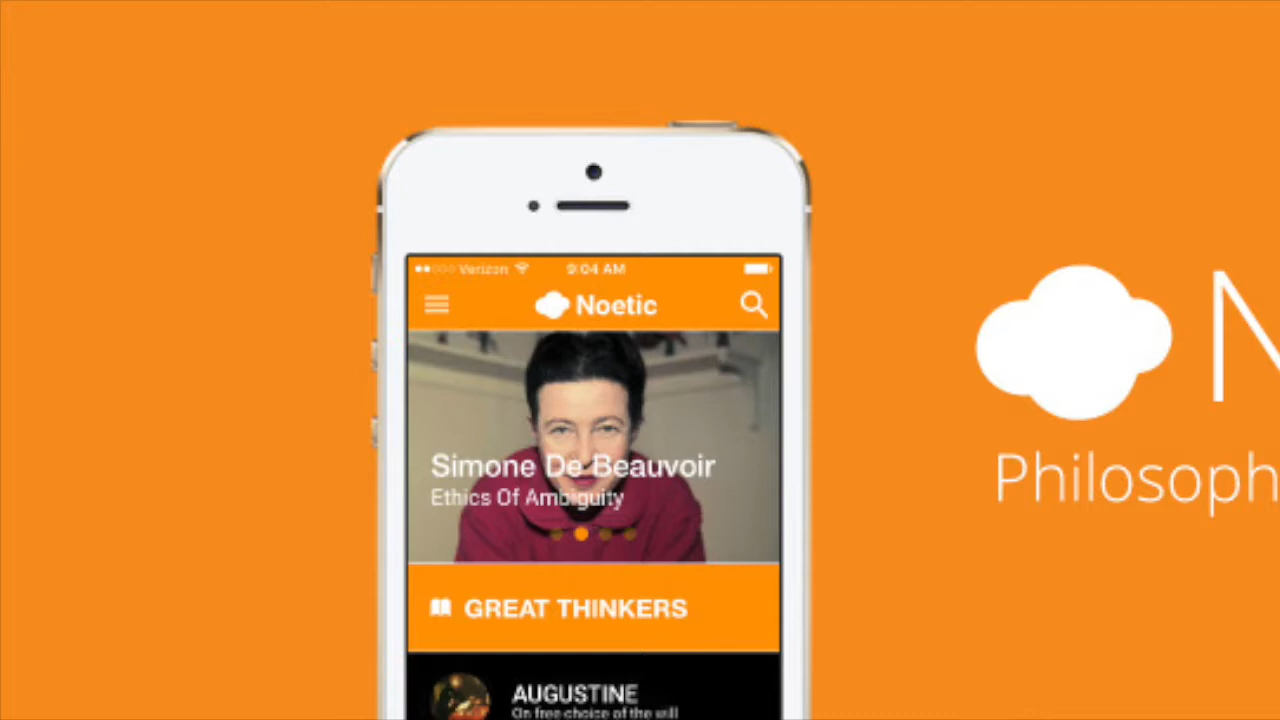 Verizon 9:04 AM
Noetic
Simone De Beauvoir
Ethics Of Ambiguity
GREAT THINKERS
AUGUSTINE
On free choice of the will
N
Philosoph